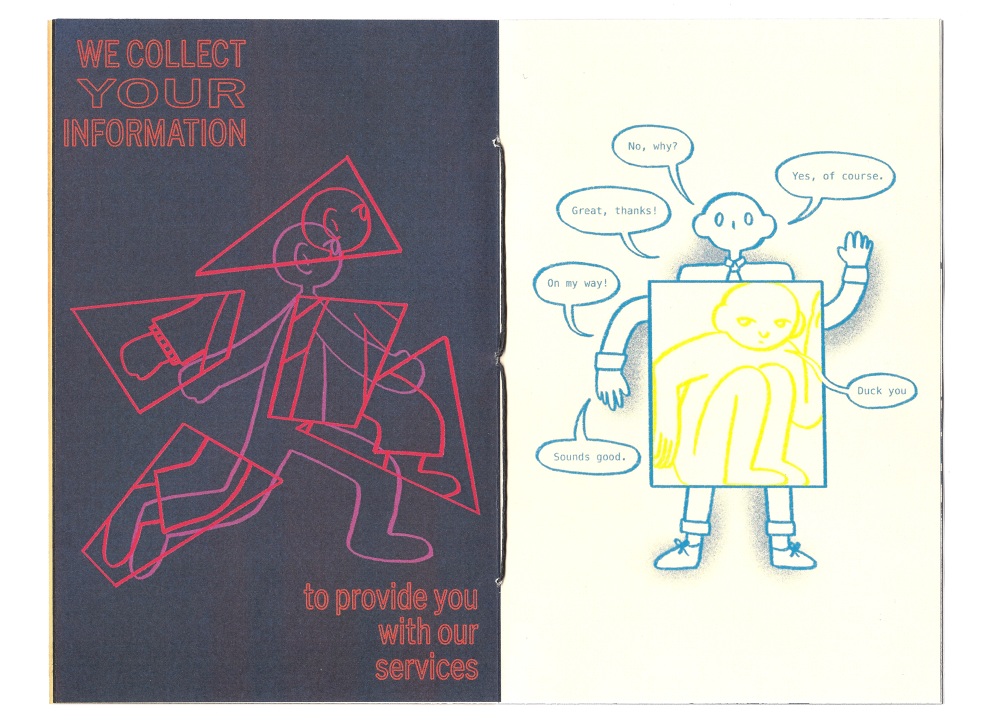 WE COLLECT
YOUR
INFORMATION
to provide you
with our
services
No, why?
Yes, of course.
Great, thanks!
On my way!
Duck you
Sounds good.